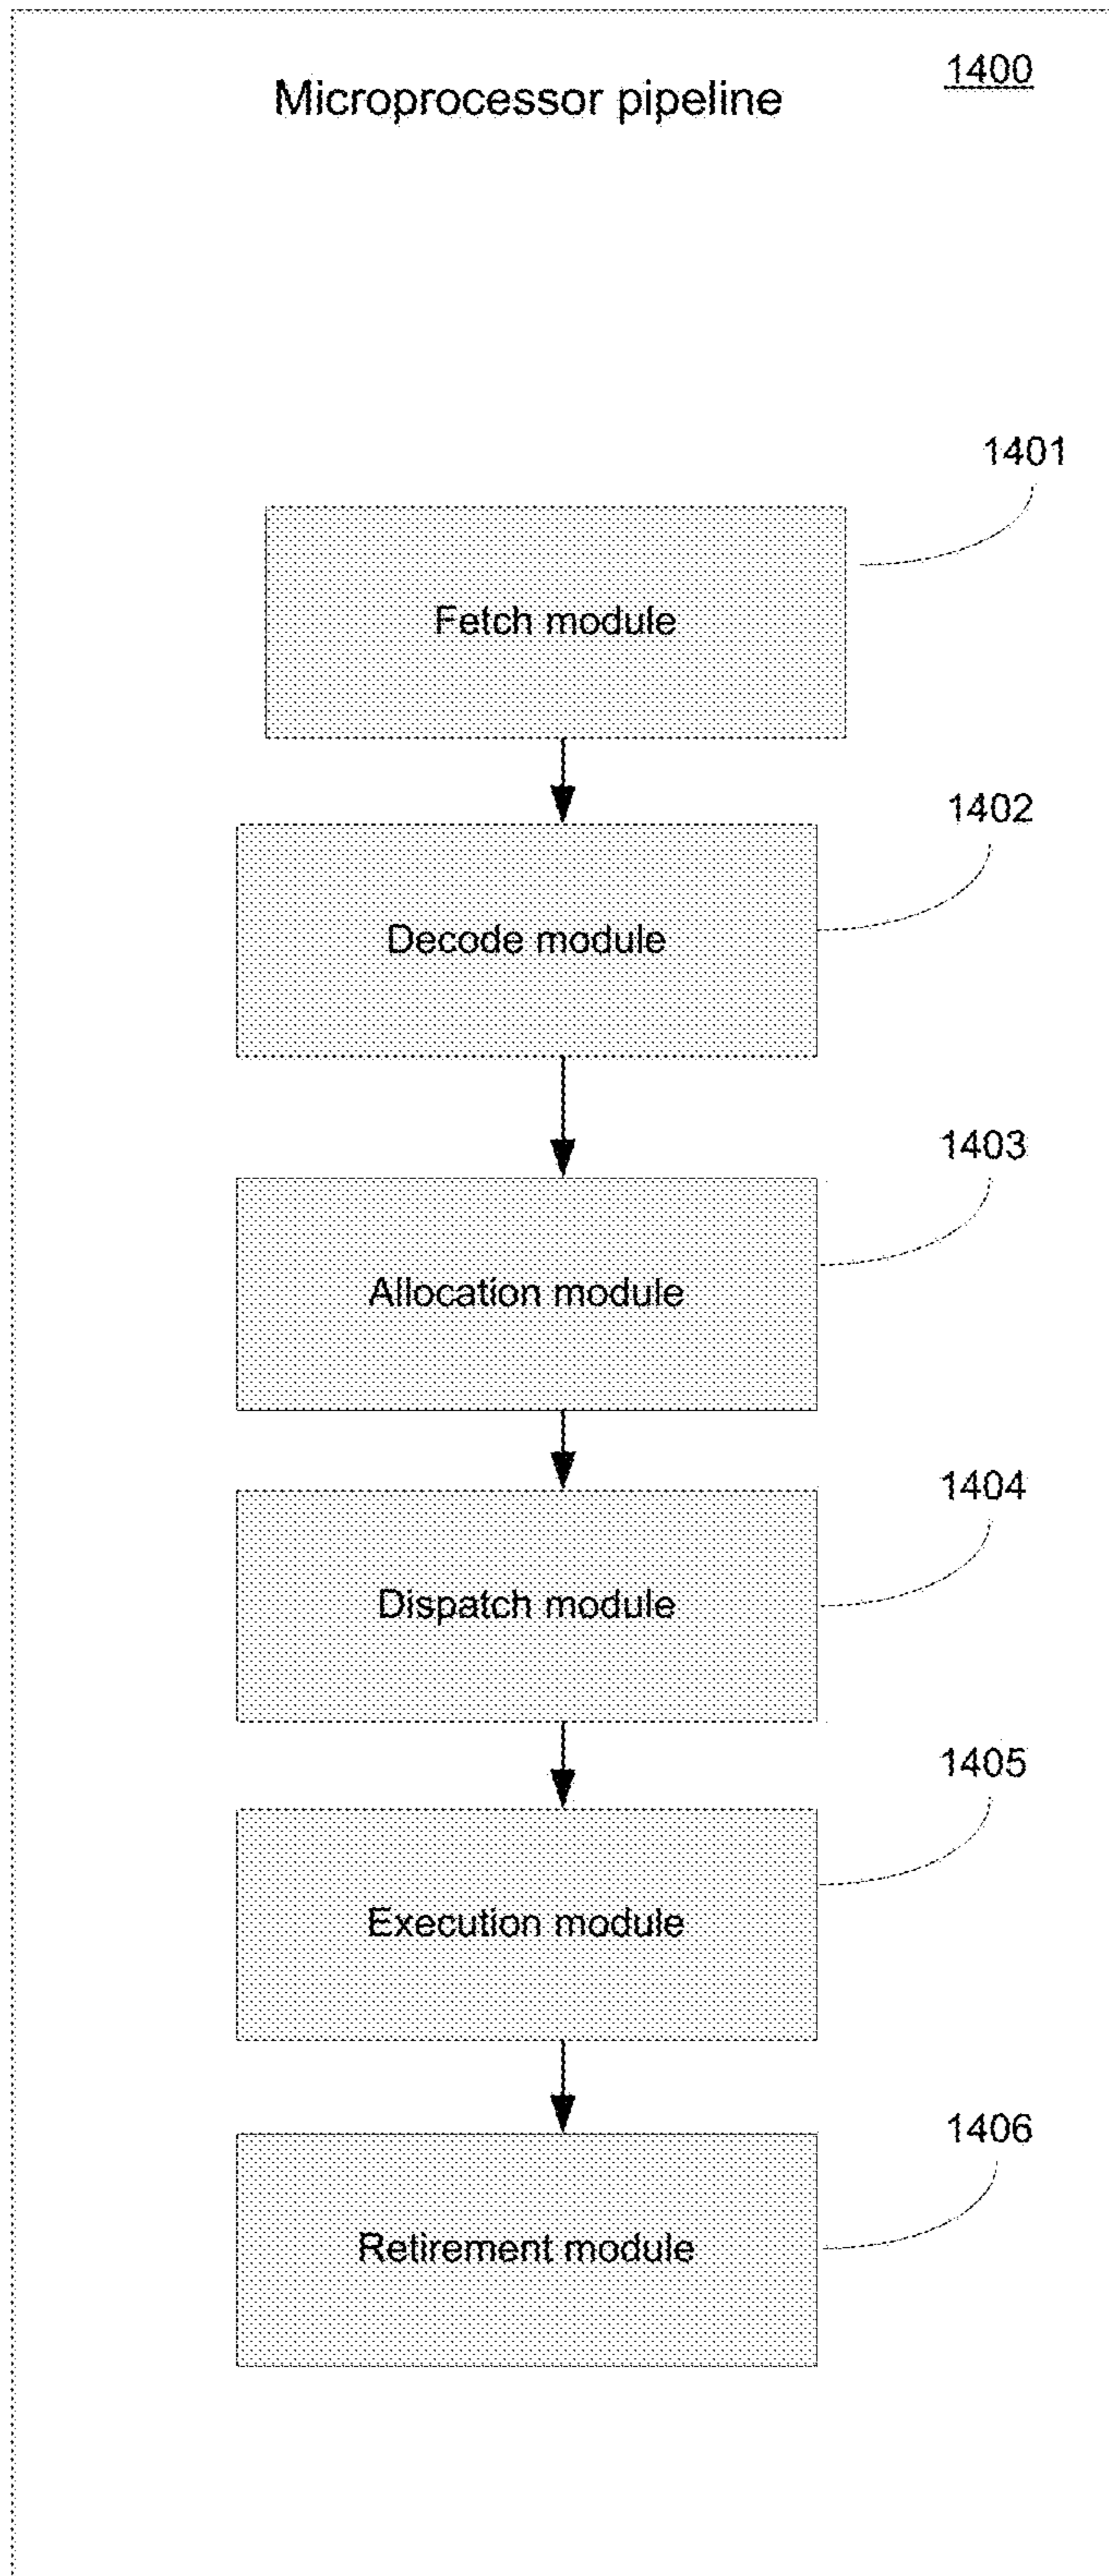 1400
Microprocessor pipeline
1401
Fetch module
1402
Decode module
1403
Allocation module
1404
Dispatch module
1405
Execution module
1406
Retirement module